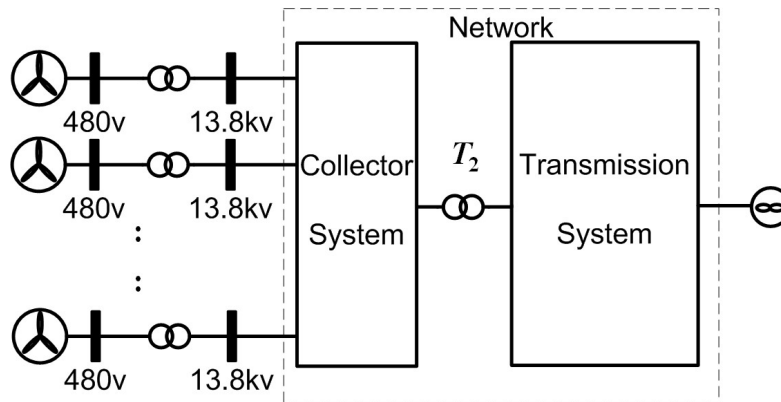 Network
480v 13.8kv
480v 13.8kv
Collector
System
T2
Transmission
System
:
:
480v 13.8kv
∞